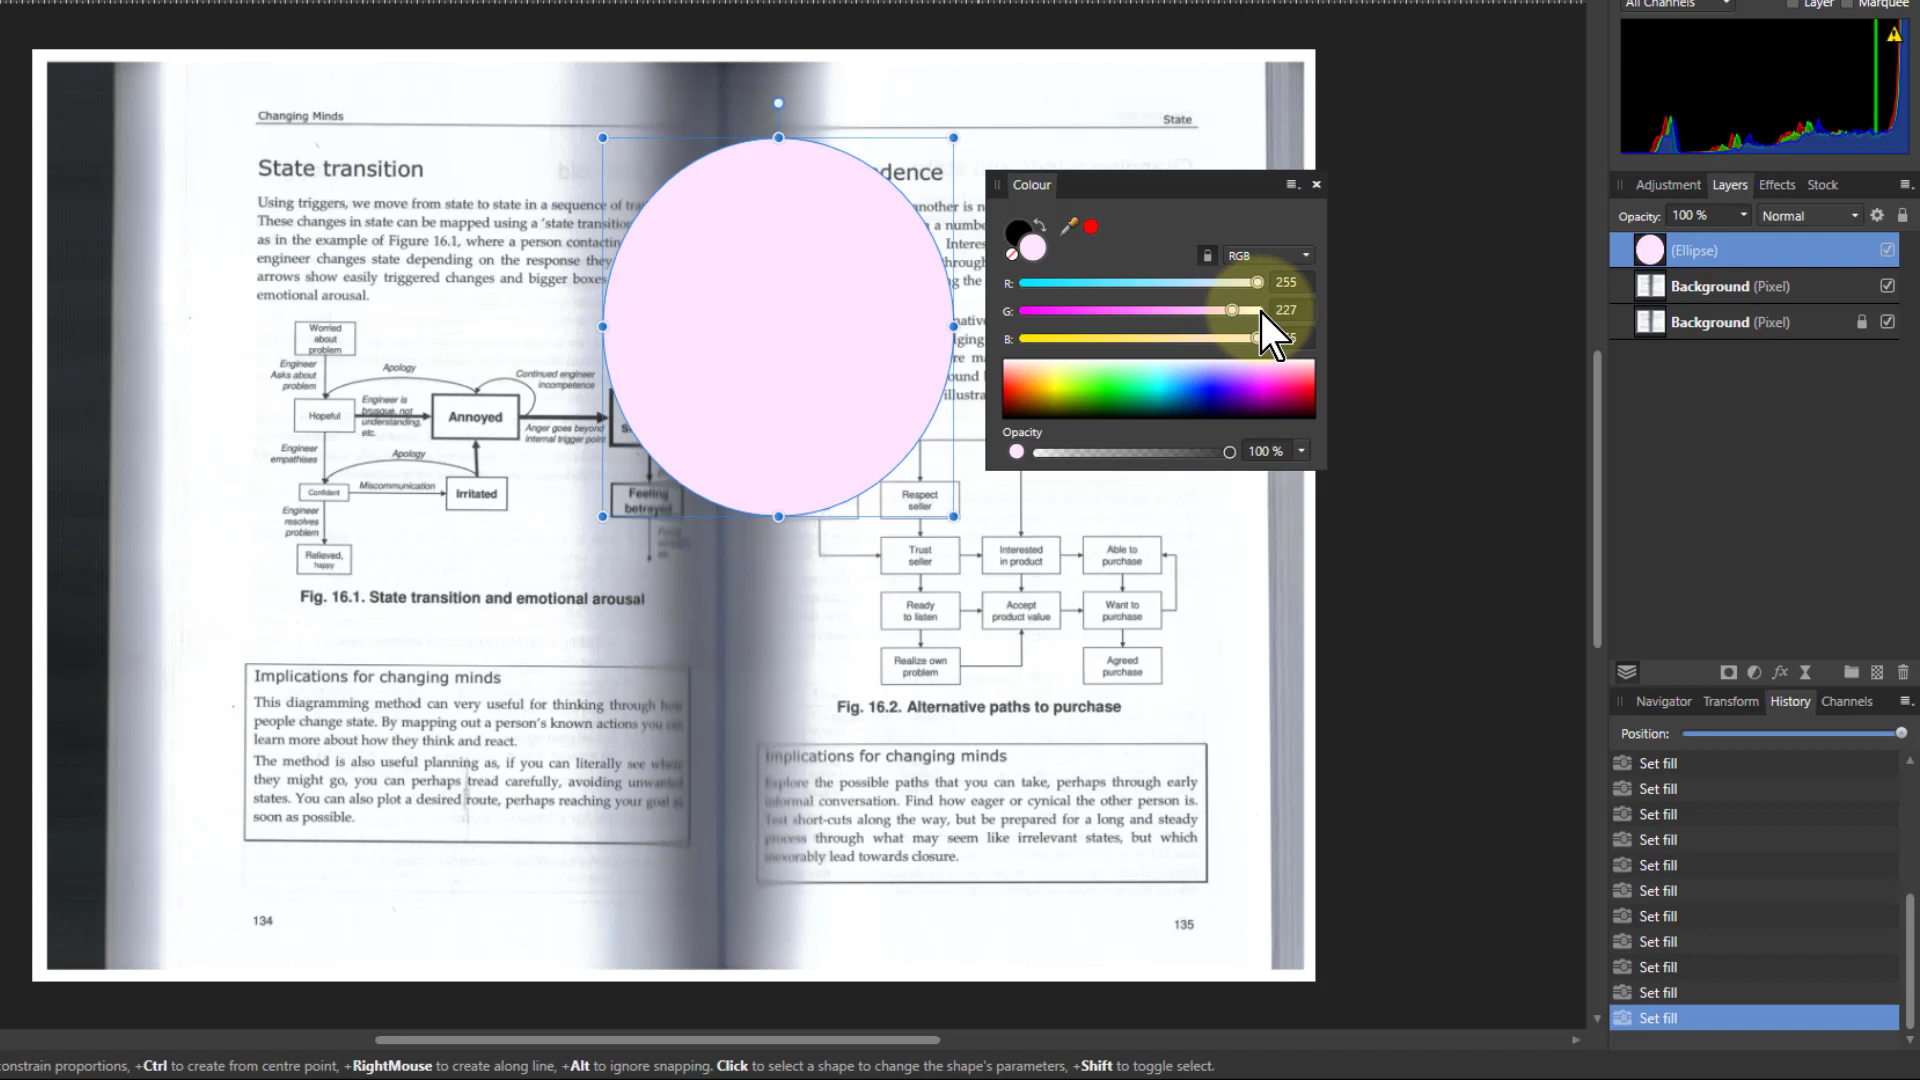 All Channels
Layer
Marquee
Changing Minds
State
State transition
Using triggers, we move from state to state in a sequence of
These changes in state can be mapped using a 'state
as in the example of Figure 16.1, where a person
engineer changes state depending on the response they
arrows show easily triggered changes and bigger boxes
emotional arousal.
Worried
about
problem
Engineer
Asks about
problem
Apology
Continued engineer
incompetence
Hopeful
Engineer is
brusque, not
understanding,
etc.
Annoyed
Anger goes beyond
internal trigger point
Engineer
empathises
Apology
Confident
Miscommunication
Irritated
Feeling
betrayed
Engineer
resolves
problem
Relieved,
happy
Fig. 16.1. State transition and emotional arousal
Implications for changing minds
This diagramming method can very useful for thinking through how
people change state. By mapping out a person's known actions you can
learn more about how they think and react.
The method is also useful planning as, if you can literally see when
they might go, you can perhaps tread carefully, avoiding unwanted
states. You can also plot a desired route, perhaps reaching your goal as
soon as possible.
134
another is
a
Respect
seller
Trust
seller
Interested
in product
Able to
purchase
Ready
to listen
Accept
product value
Want to
purchase
Realize own
problem
Agreed
purchase
Fig. 16.2. Alternative paths to purchase
Implications for changing minds
Explore the possible paths that you can take, perhaps through early
informal conversation. Find how eager or cynical the other person is.
Test short-cuts along the way, but be prepared for a long and steady
process through what may seem like irrelevant states, but which
inexorably lead towards closure.
135
Colour
RGB
R: 255
G: 227
B:
Opacity
100 %
Adjustment Layers Effects Stock
Opacity: 100 % Normal
(Ellipse)
Background (Pixel)
Background (Pixel)
fx
Navigator Transform History Channels
Position:
Set fill
Set fill
Set fill
Set fill
Set fill
Set fill
Set fill
Set fill
Set fill
Set fill
Set fill
constrain proportions, +Ctrl to create from centre point, +RightMouse to create along line, +Alt to ignore snapping. Click to select a shape to change the shape's parameters, +Shift to toggle select.